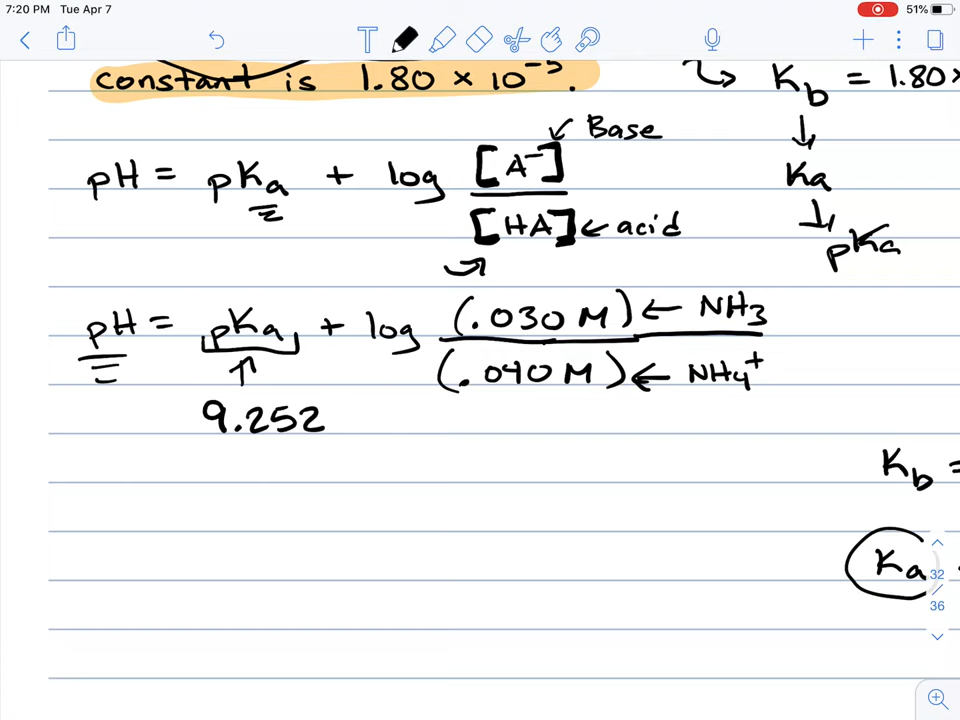 7:20 PM Tue Apr 7
51%
constant is 1.80 × 10⁻⁵.
Kb = 1.80×
pH = pKa + log [A⁻] / [HA]
Base
acid
Ka
pKa
pH = pKa + log (.030 M) ← NH3
(.040 M) ← NH4⁺
9.252
Kb =
Ka
32
/
36